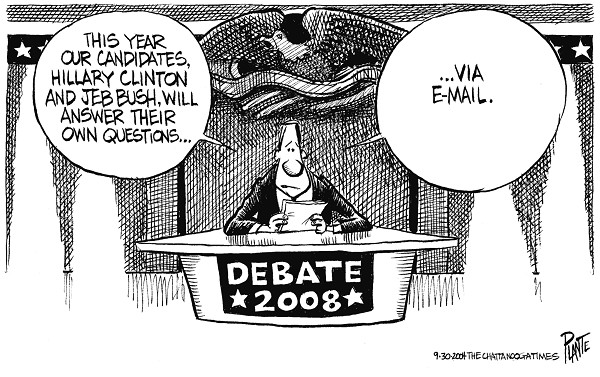 THIS YEAR
OUR CANDIDATES,
HILLARY CLINTON
AND JEB BUSH, WILL
ANSWER THEIR
OWN QUESTIONS...
...VIA
E-MAIL.
DEBATE
★2008★
PLANTE
9-30-2004 THE CHATTANOOGA TIMES